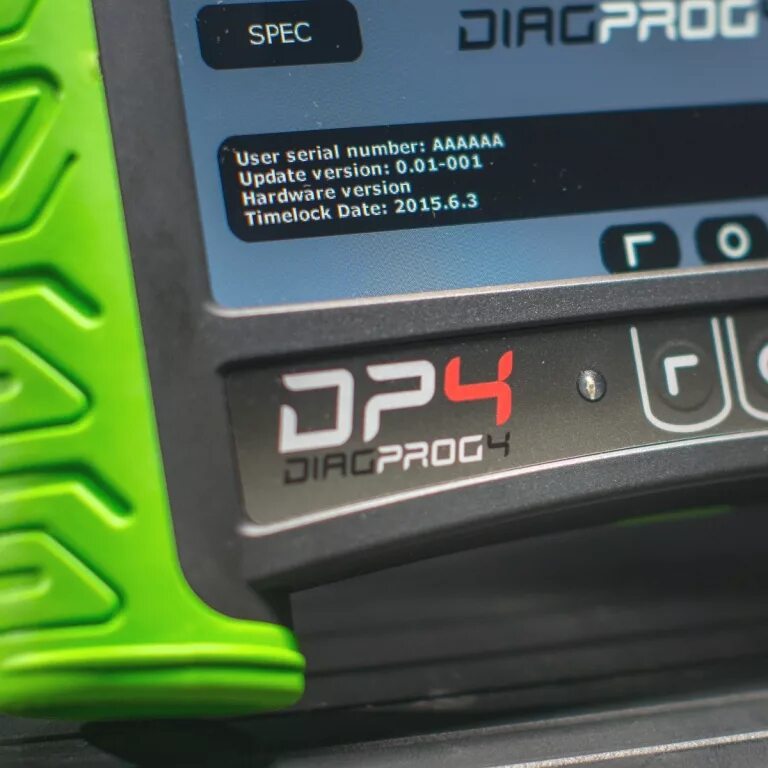 SPEC
DIAGPROG4
User serial number: AAAAAA
Update version: 0.01-001
Hardware version
Timelock Date: 2015.6.3
DP4
DIAGPROG4